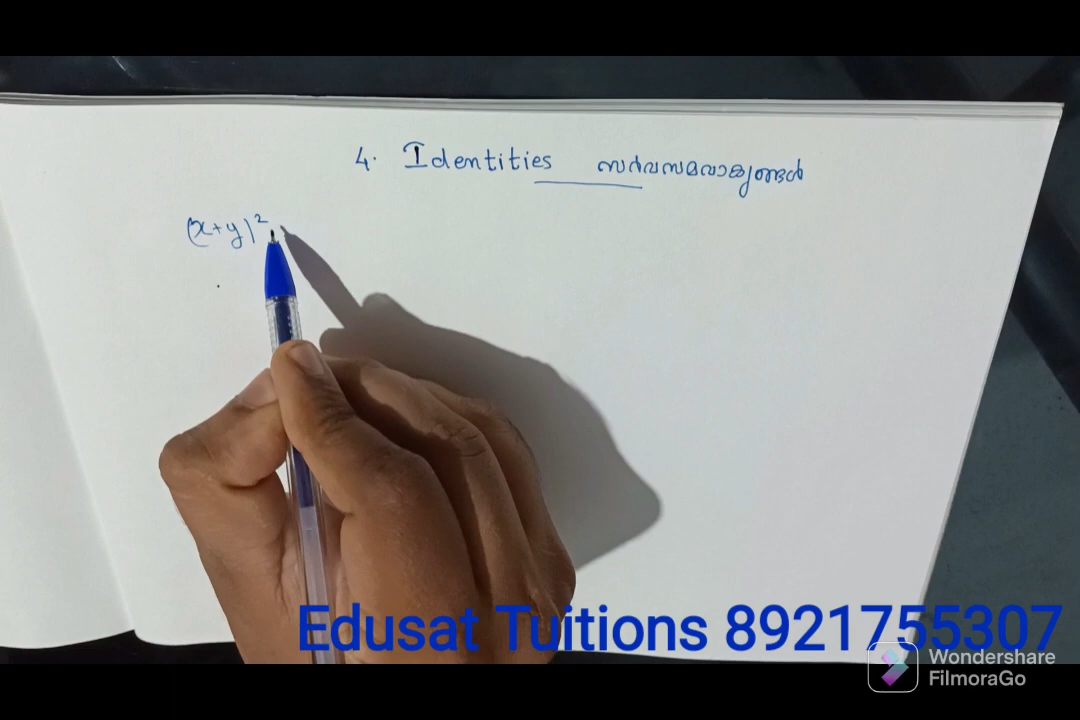 4. Identities സർവസമവാക്യങ്ങൾ
(x+y)²
Edusat Tuitions 8921755307
Wondershare
FilmoraGo